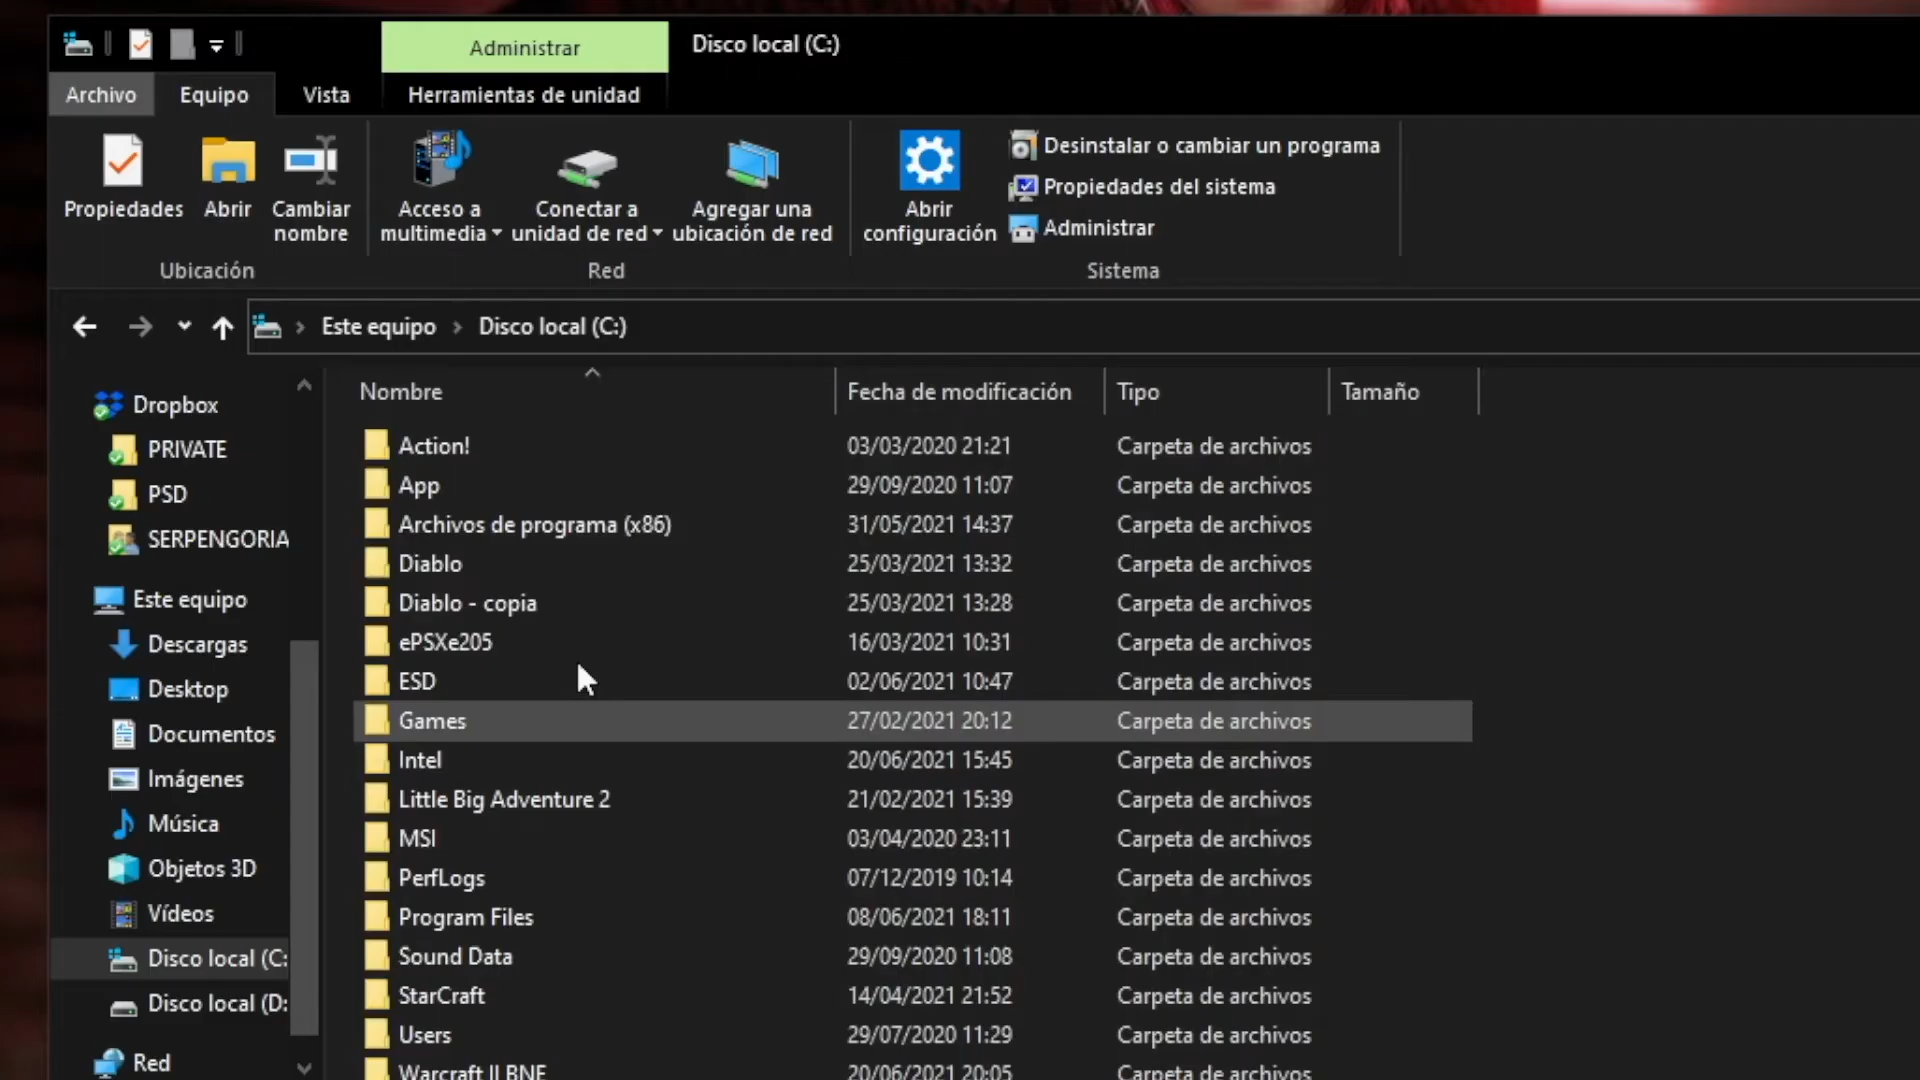 Administrar
Disco local (C:)
Archivo
Equipo
Vista
Herramientas de unidad
Propiedades
Abrir
Cambiar
nombre
Acceso a
multimedia
Conectar a
unidad de red
Agregar una
ubicación de red
Abrir
configuración
Desinstalar o cambiar un programa
Propiedades del sistema
Administrar
Ubicación
Red
Sistema
Este equipo
Disco local (C:)
Dropbox
PRIVATE
PSD
SERPENGORIA
Este equipo
Descargas
Desktop
Documentos
Imágenes
Música
Objetos 3D
Vídeos
Disco local (C:
Disco local (D:
Red
Nombre Fecha de modificación Tipo Tamaño
Action! 03/03/2020 21:21 Carpeta de archivos
App 29/09/2020 11:07 Carpeta de archivos
Archivos de programa (x86) 31/05/2021 14:37 Carpeta de archivos
Diablo 25/03/2021 13:32 Carpeta de archivos
Diablo - copia 25/03/2021 13:28 Carpeta de archivos
ePSXe205 16/03/2021 10:31 Carpeta de archivos
ESD 02/06/2021 10:47 Carpeta de archivos
Games 27/02/2021 20:12 Carpeta de archivos
Intel 20/06/2021 15:45 Carpeta de archivos
Little Big Adventure 2 21/02/2021 15:39 Carpeta de archivos
MSI 03/04/2020 23:11 Carpeta de archivos
PerfLogs 07/12/2019 10:14 Carpeta de archivos
Program Files 08/06/2021 18:11 Carpeta de archivos
Sound Data 29/09/2020 11:08 Carpeta de archivos
StarCraft 14/04/2021 21:52 Carpeta de archivos
Users 29/07/2020 11:29 Carpeta de archivos
Warcraft II BNE 20/06/2021 20:05 Carpeta de archivos